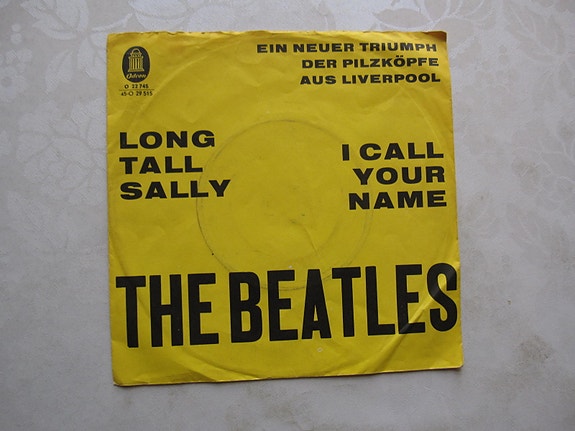 Odeon
O 22 745
45-O 29 515
EIN NEUER TRIUMPH
DER PILZKÖPFE
AUS LIVERPOOL
LONG
TALL
SALLY
I CALL
YOUR
NAME
THE BEATLES